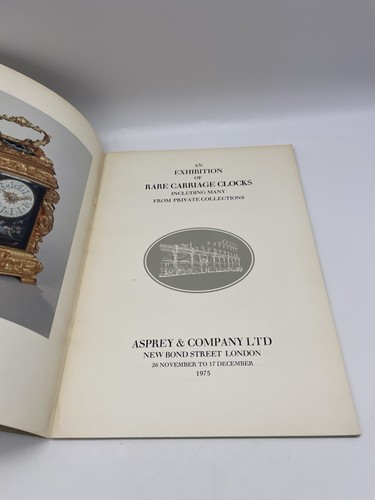 AN
EXHIBITION
OF
RARE CARRIAGE CLOCKS
INCLUDING MANY
FROM PRIVATE COLLECTIONS
ASPREY & COMPANY LTD
NEW BOND STREET LONDON
26 NOVEMBER TO 17 DECEMBER
1975